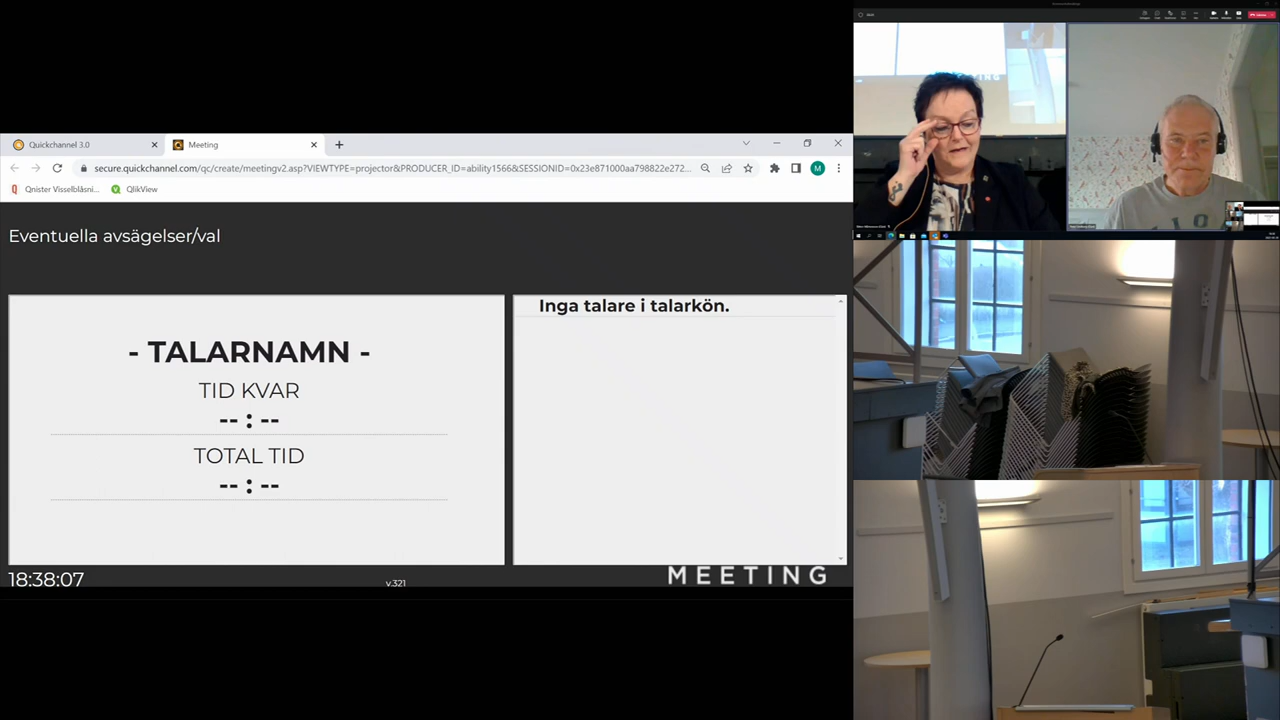 Quickchannel 3.0
Meeting
secure.quickchannel.com/qc/create/meetingv2.asp?VIEWTYPE=projector&PRODUCER_ID=ability1566&SESSIONID=0x23e871000aa798822e272...
M
Qnister Visselblåsni...
QlikView
Eventuella avsägelser/val
- TALARNAMN -
TID KVAR
-- : --
TOTAL TID
-- : --
Inga talare i talarkön.
18:38:07
v.321
MEETING